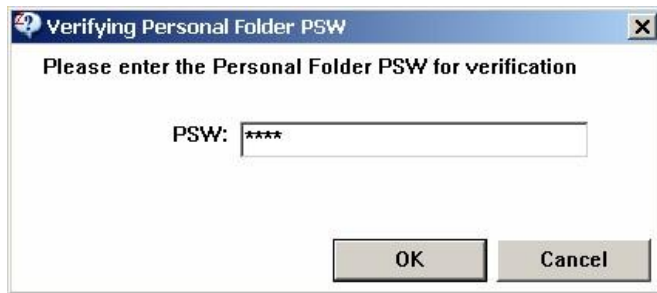 Verifying Personal Folder PSW
Please enter the Personal Folder PSW for verification
PSW: ****
OK Cancel